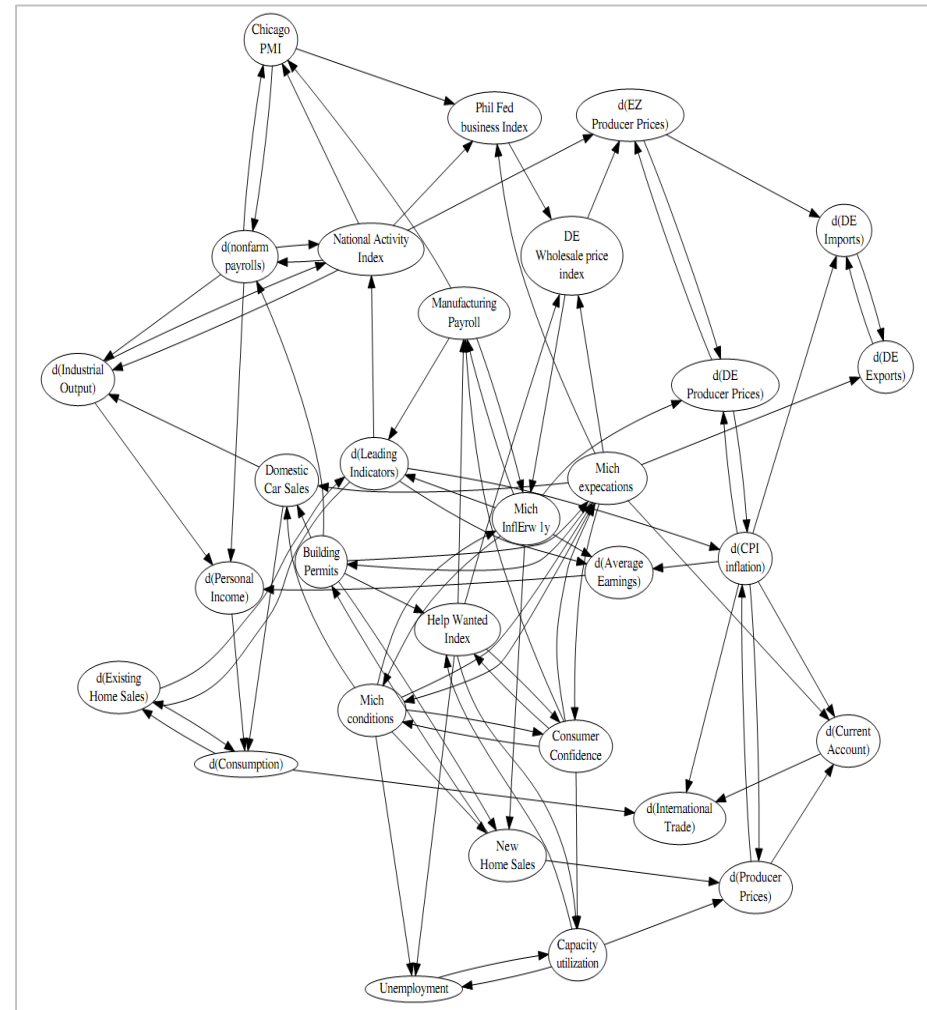 Chicago
PMI
Phil Fed
business Index
d(EZ
Producer Prices)
d(DE
Imports)
d(nonfarm
payrolls)
National Activity
Index
DE
Wholesale price
index
Manufacturing
Payroll
d(Industrial
Output)
d(DE
Exports)
d(DE
Producer Prices)
d(Leading
Indicators)
Domestic
Car Sales
Mich
expecations
Mich
InflErw 1y
Building
Permits
d(CPI
inflation)
d(Average
Earnings)
d(Personal
Income)
Help Wanted
Index
d(Existing
Home Sales)
Mich
conditions
Consumer
Confidence
d(Current
Account)
d(Consumption)
d(International
Trade)
New
Home Sales
d(Producer
Prices)
Capacity
utilization
Unemployment